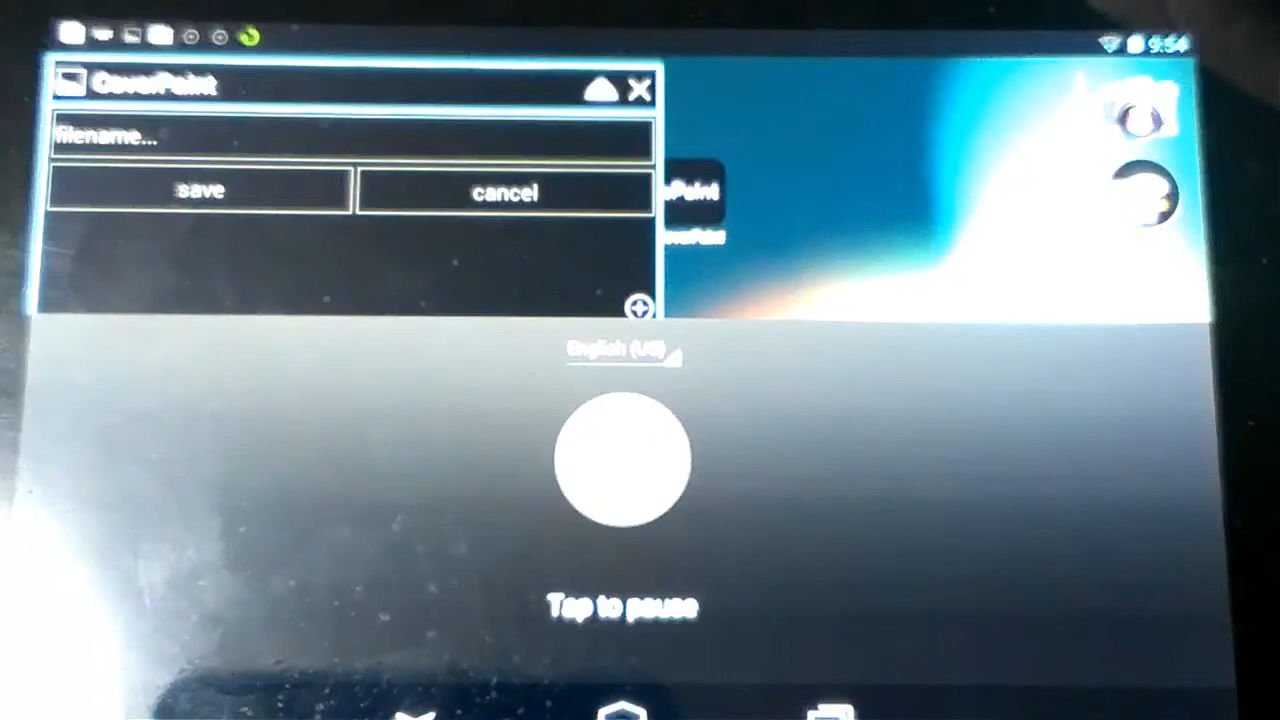 9:54
CoverPaint
filename...
save
cancel
English (US)
Tap to pause